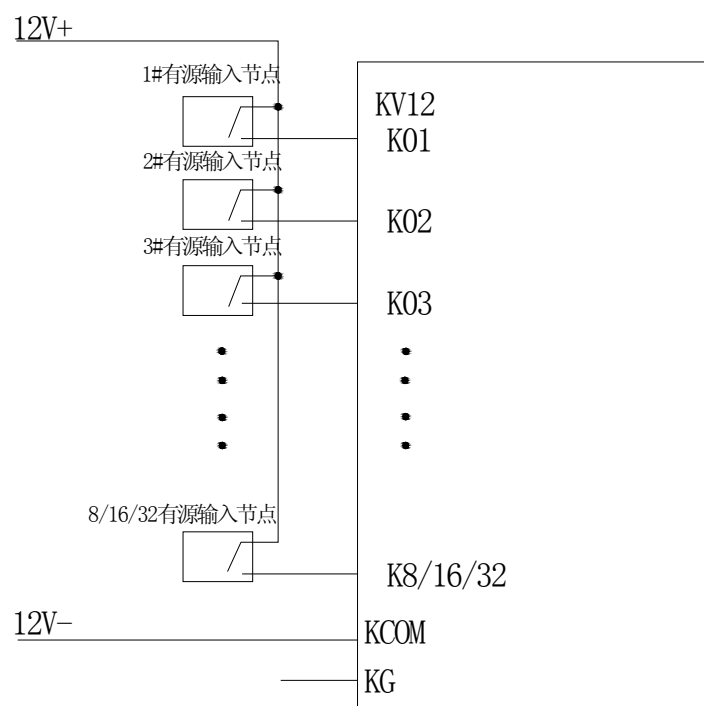 12V+
1#有源输入节点
KV12
K01
2#有源输入节点
K02
3#有源输入节点
K03
8/16/32有源输入节点
K8/16/32
12V-
KCOM
KG